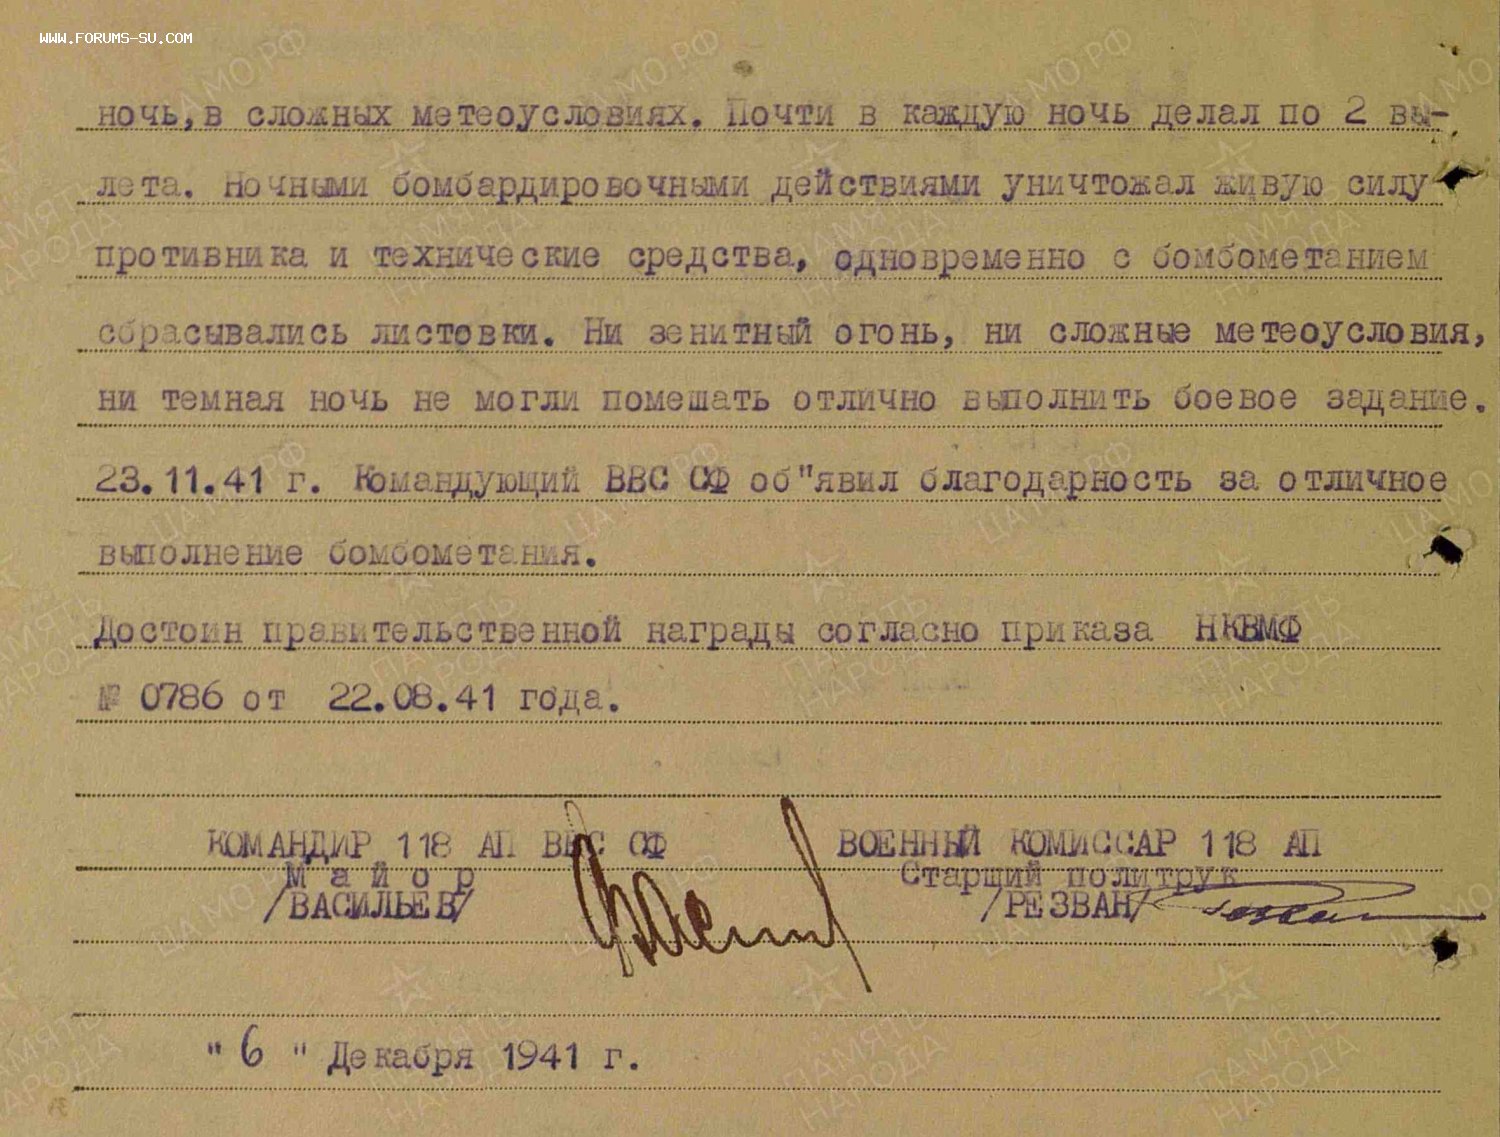 WWW.FORUMS-SU.COM
ночь,в сложных метеоусловиях. Почти в каждую ночь делал по 2 вы-
лета. Ночными бомбардировочными действиями уничтожал живую силу
противника и технические средства, одновременно с бомбометанием
сбрасывались листовки. Ни зенитный огонь, ни сложные метеоусловия,
ни темная ночь не могли помешать отлично выполнить боевое задание.
23.11.41 г. Командующий ВВС СФ об"явил благодарность за отличное
выполнение бомбометания.
Достоин правительственной награды согласно приказа НКВМФ
№ 0786 от 22.08.41 года.
КОМАНДИР 118 АП ВВС СФ ВОЕННЫЙ КОМИССАР 118 АП
Майор Старший политрук
/ВАСИЛЬЕВ/ /РЕЗВАН/
" 6 " Декабря 1941 г.
ПАМЯТЬ НАРОДА
ЦАМО.РФ